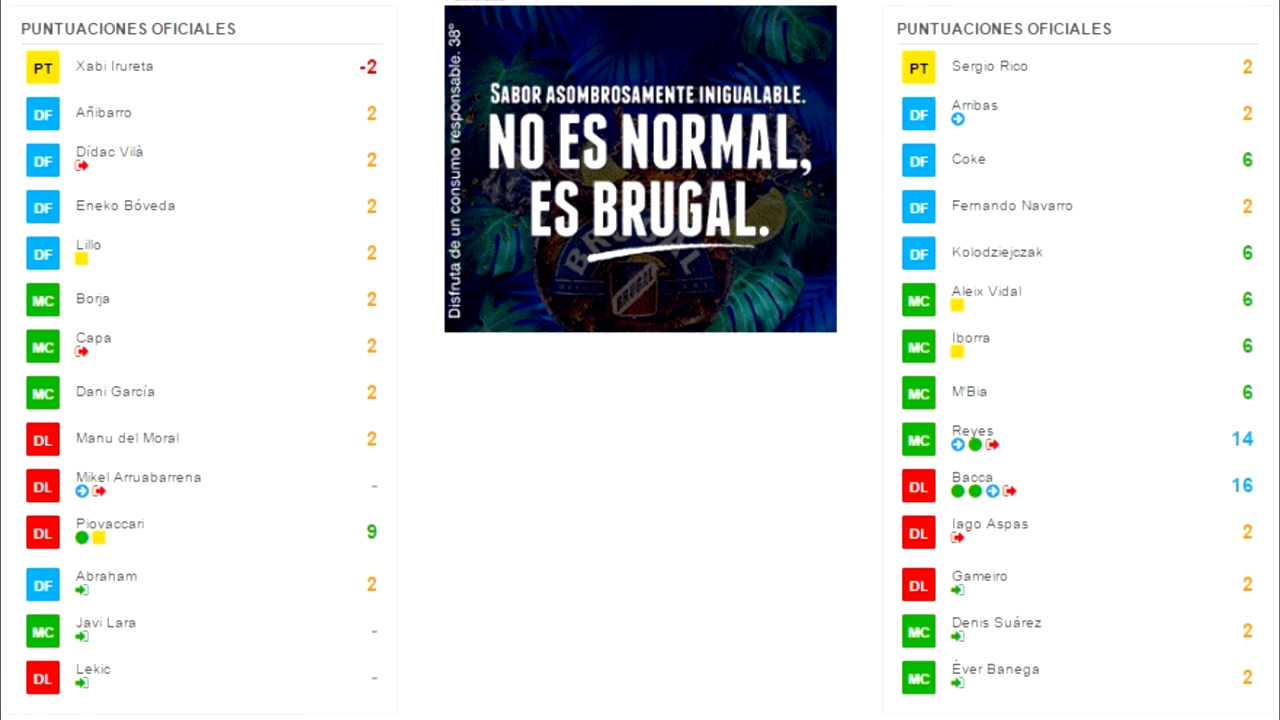 PUNTUACIONES OFICIALES
PT Xabi Irureta -2
DF Añibarro 2
DF Dídac Vilà 2
DF Eneko Bóveda 2
DF Lillo 2
MC Borja 2
MC Capa 2
MC Dani García 2
DL Manu del Moral 2
DL Mikel Arruabarrena -
DL Piovaccari 9
DF Abraham 2
MC Javi Lara -
DL Lekic -
Disfruta de un consumo responsable. 38º
SABOR ASOMBROSAMENTE INIGUALABLE.
NO ES NORMAL,
ES BRUGAL.
BRUGAL
BRUGAL
PUNTUACIONES OFICIALES
PT Sergio Rico 2
DF Arribas 2
DF Coke 6
DF Fernando Navarro 2
DF Kolodziejczak 6
MC Aleix Vidal 6
MC Iborra 6
MC M'Bia 6
MC Reyes 14
DL Bacca 16
DL Iago Aspas 2
DL Gameiro 2
MC Denis Suárez 2
MC Éver Banega 2